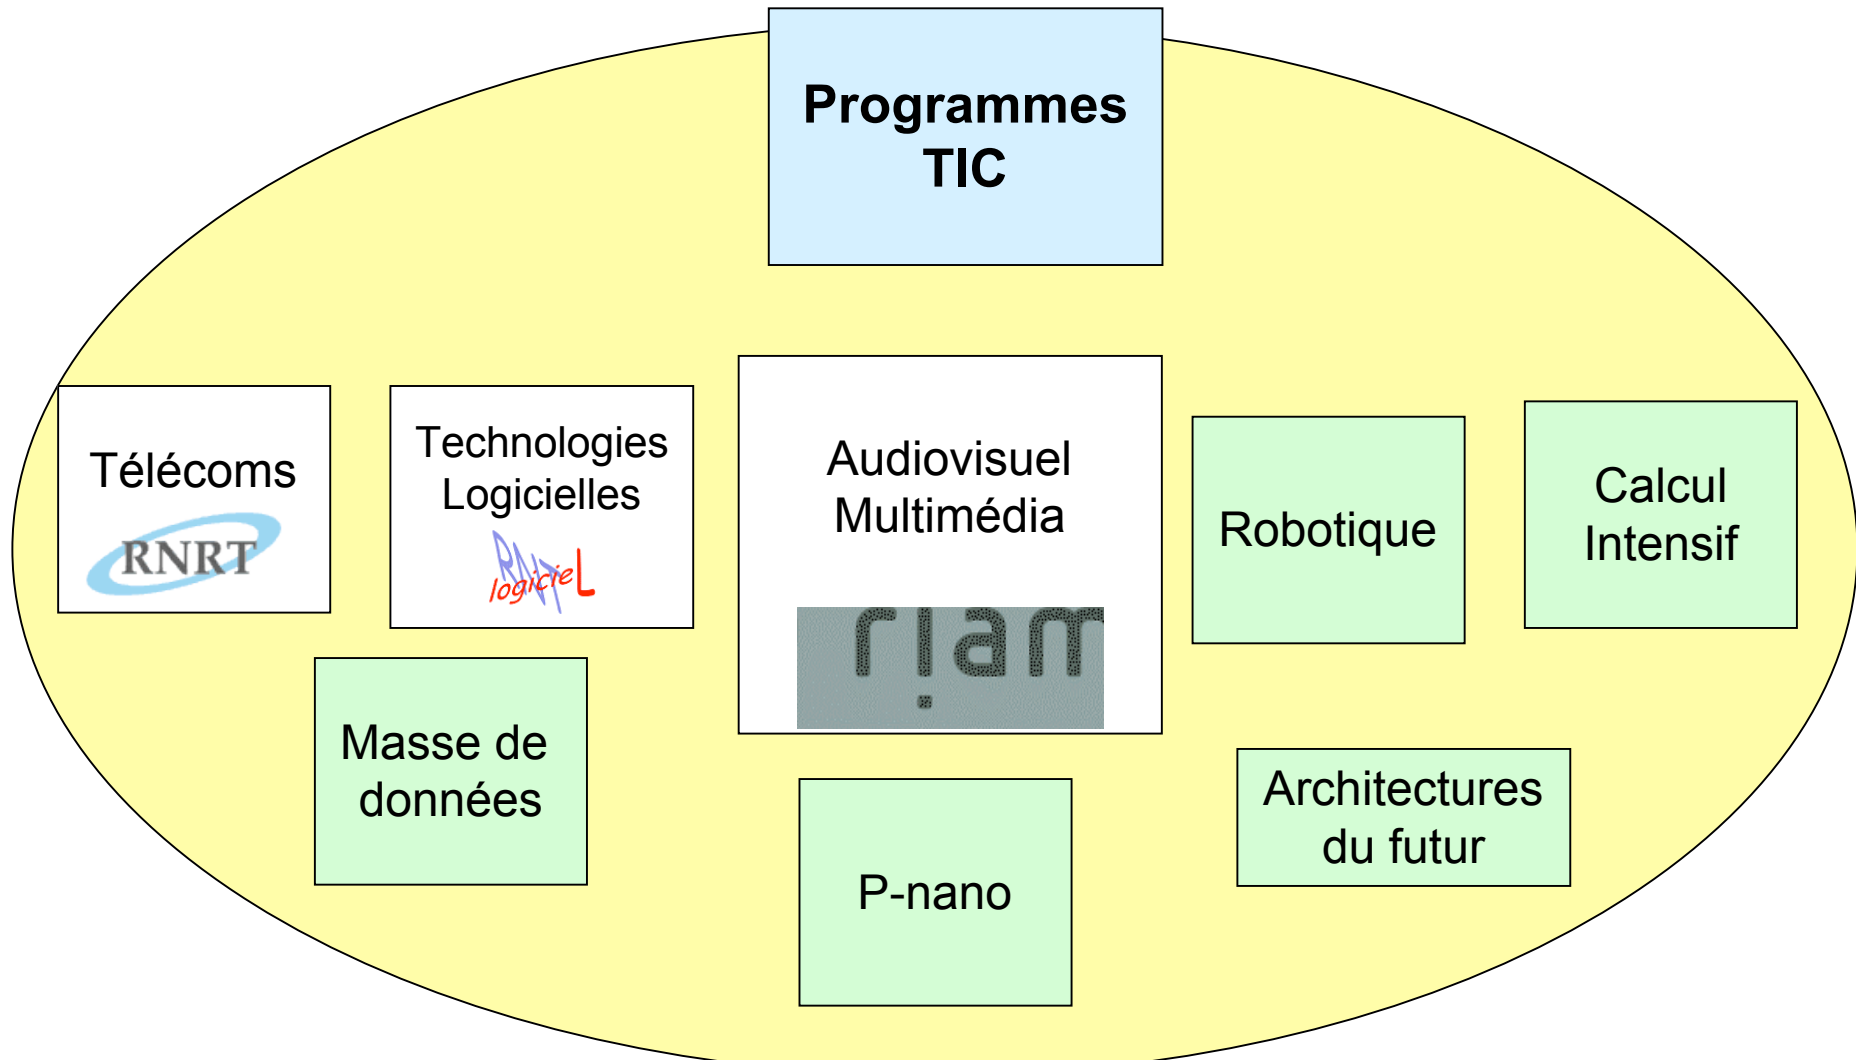 Programmes
TIC
Télécoms
RNRT
Technologies
Logicielles
RNTL
logicieL
Audiovisuel
Multimédia
riam
Robotique
Calcul
Intensif
Masse de
données
P-nano
Architectures
du futur